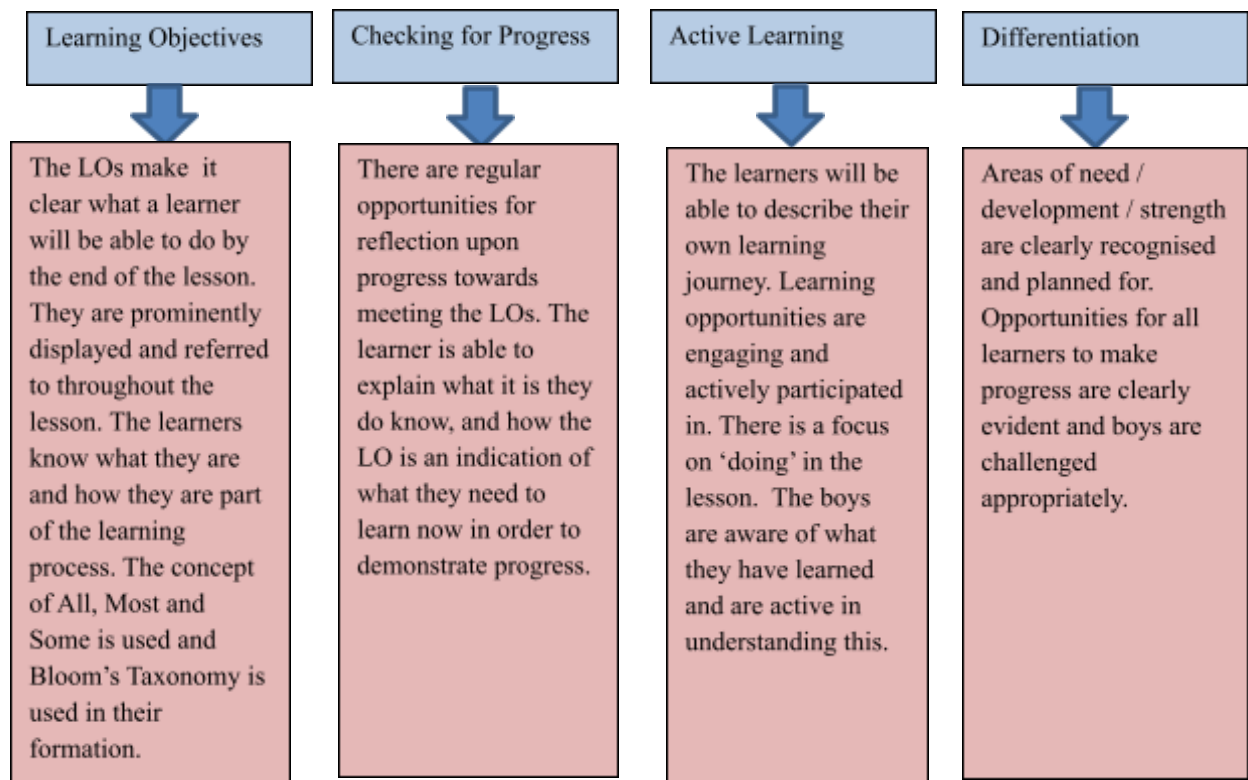 Learning Objectives
The LOs make it
clear what a learner
will be able to do by
the end of the lesson.
They are prominently
displayed and referred
to throughout the
lesson. The learners
know what they are
and how they are part
of the learning
process. The concept
of All, Most and
Some is used and
Bloom’s Taxonomy is
used in their
formation.
Checking for Progress
There are regular
opportunities for
reflection upon
progress towards
meeting the LOs. The
learner is able to
explain what it is they
do know, and how the
LO is an indication of
what they need to
learn now in order to
demonstrate progress.
Active Learning
The learners will be
able to describe their
own learning
journey. Learning
opportunities are
engaging and
actively participated
in. There is a focus
on ‘doing’ in the
lesson. The boys
are aware of what
they have learned
and are active in
understanding this.
Differentiation
Areas of need /
development / strength
are clearly recognised
and planned for.
Opportunities for all
learners to make
progress are clearly
evident and boys are
challenged
appropriately.